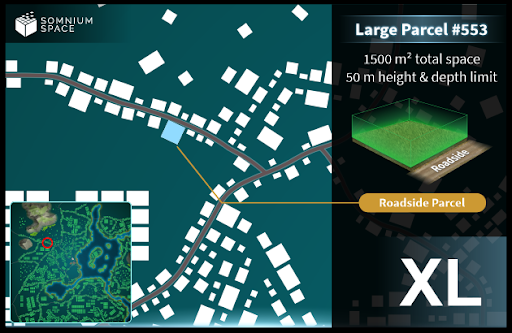 SOMNIUM
SPACE
Large Parcel #553
1500 m² total space
50 m height & depth limit
Roadside
Roadside Parcel
XL